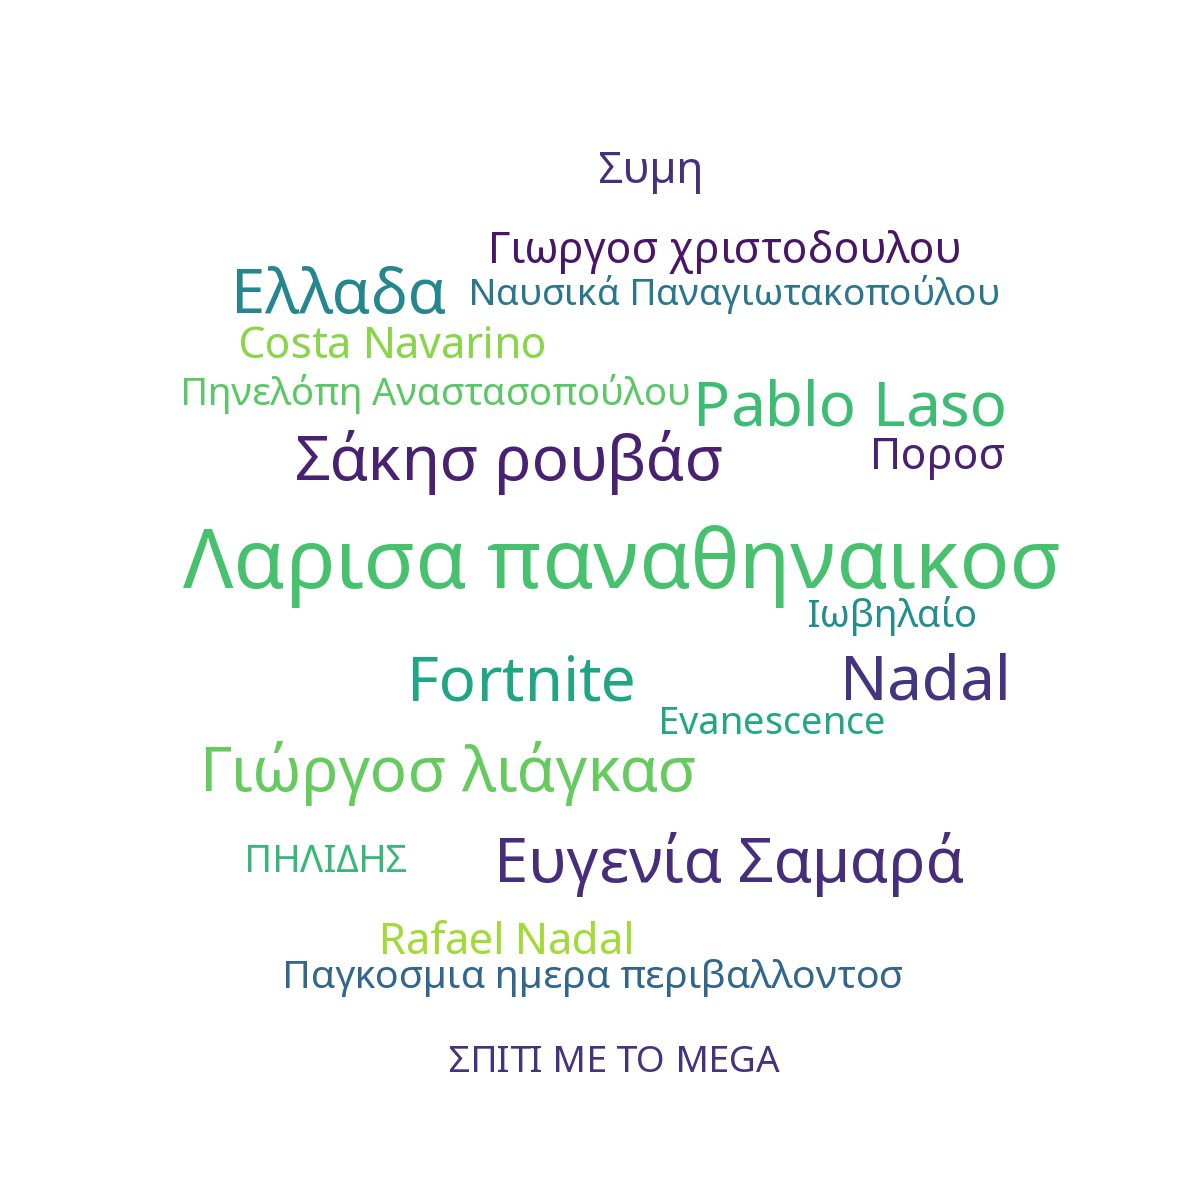 Συμη
Γιωργοσ χριστοδουλου
Ελλαδα
Ναυσικά Παναγιωτακοπούλου
Costa Navarino
Πηνελόπη Αναστασοπούλου
Pablo Laso
Σάκησ ρουβάσ
Ποροσ
Λαρισα παναθηναικοσ
Ιωβηλαίο
Fortnite
Nadal
Evanescence
Γιώργοσ λιάγκασ
ΠΗΛΙΔΗΣ
Ευγενία Σαμαρά
Rafael Nadal
Παγκοσμια ημερα περιβαλλοντοσ
ΣΠΙΤΙ ΜΕ ΤΟ MEGA